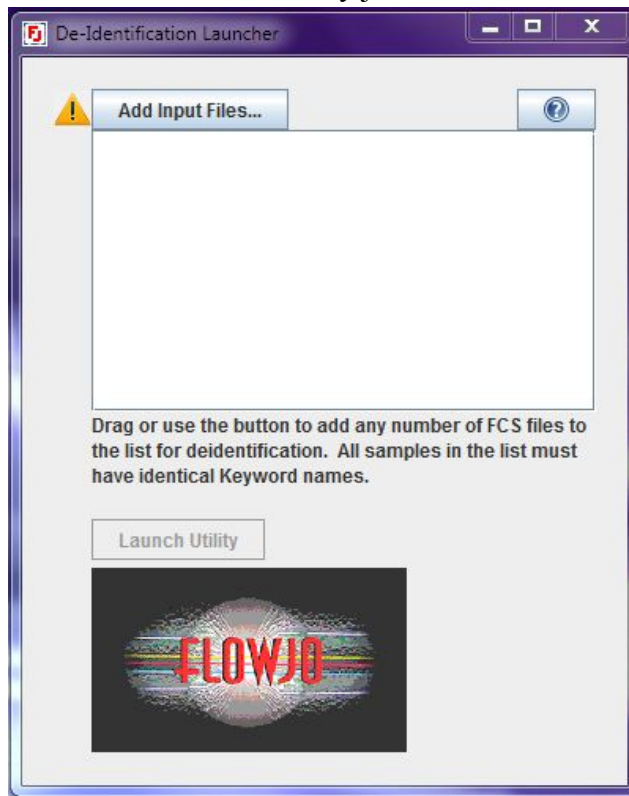 De-Identification Launcher
Add Input Files...
Drag or use the button to add any number of FCS files to
the list for deidentification.  All samples in the list must
have identical Keyword names.
Launch Utility
FLOWJO